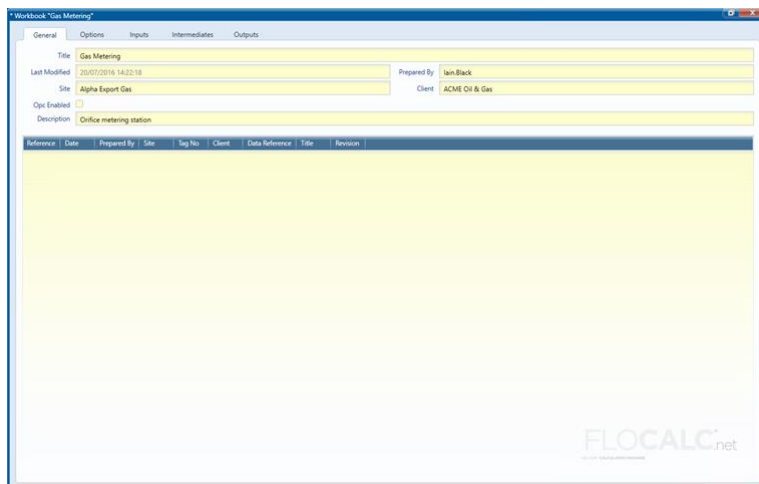 * Workbook "Gas Metering"
General Options Inputs Intermediates Outputs
Title Gas Metering
Last Modified 20/07/2016 14:22:18 Prepared By Iain.Black
Site Alpha Export Gas Client ACME Oil & Gas
Opc Enabled
Description Orifice metering station
Reference Date Prepared By Site Tag No Client Data Reference Title Revision
FLOCALC.net